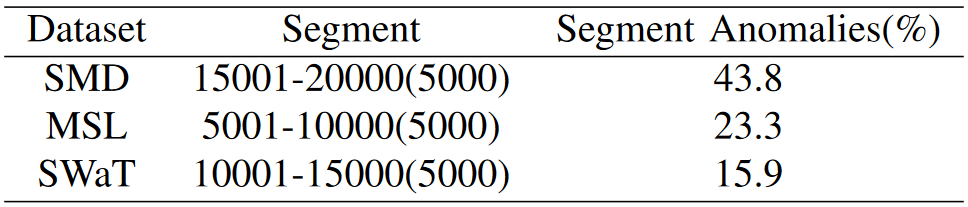 Dataset Segment Segment Anomalies(%)
SMD 15001-20000(5000) 43.8
MSL 5001-10000(5000) 23.3
SWaT 10001-15000(5000) 15.9